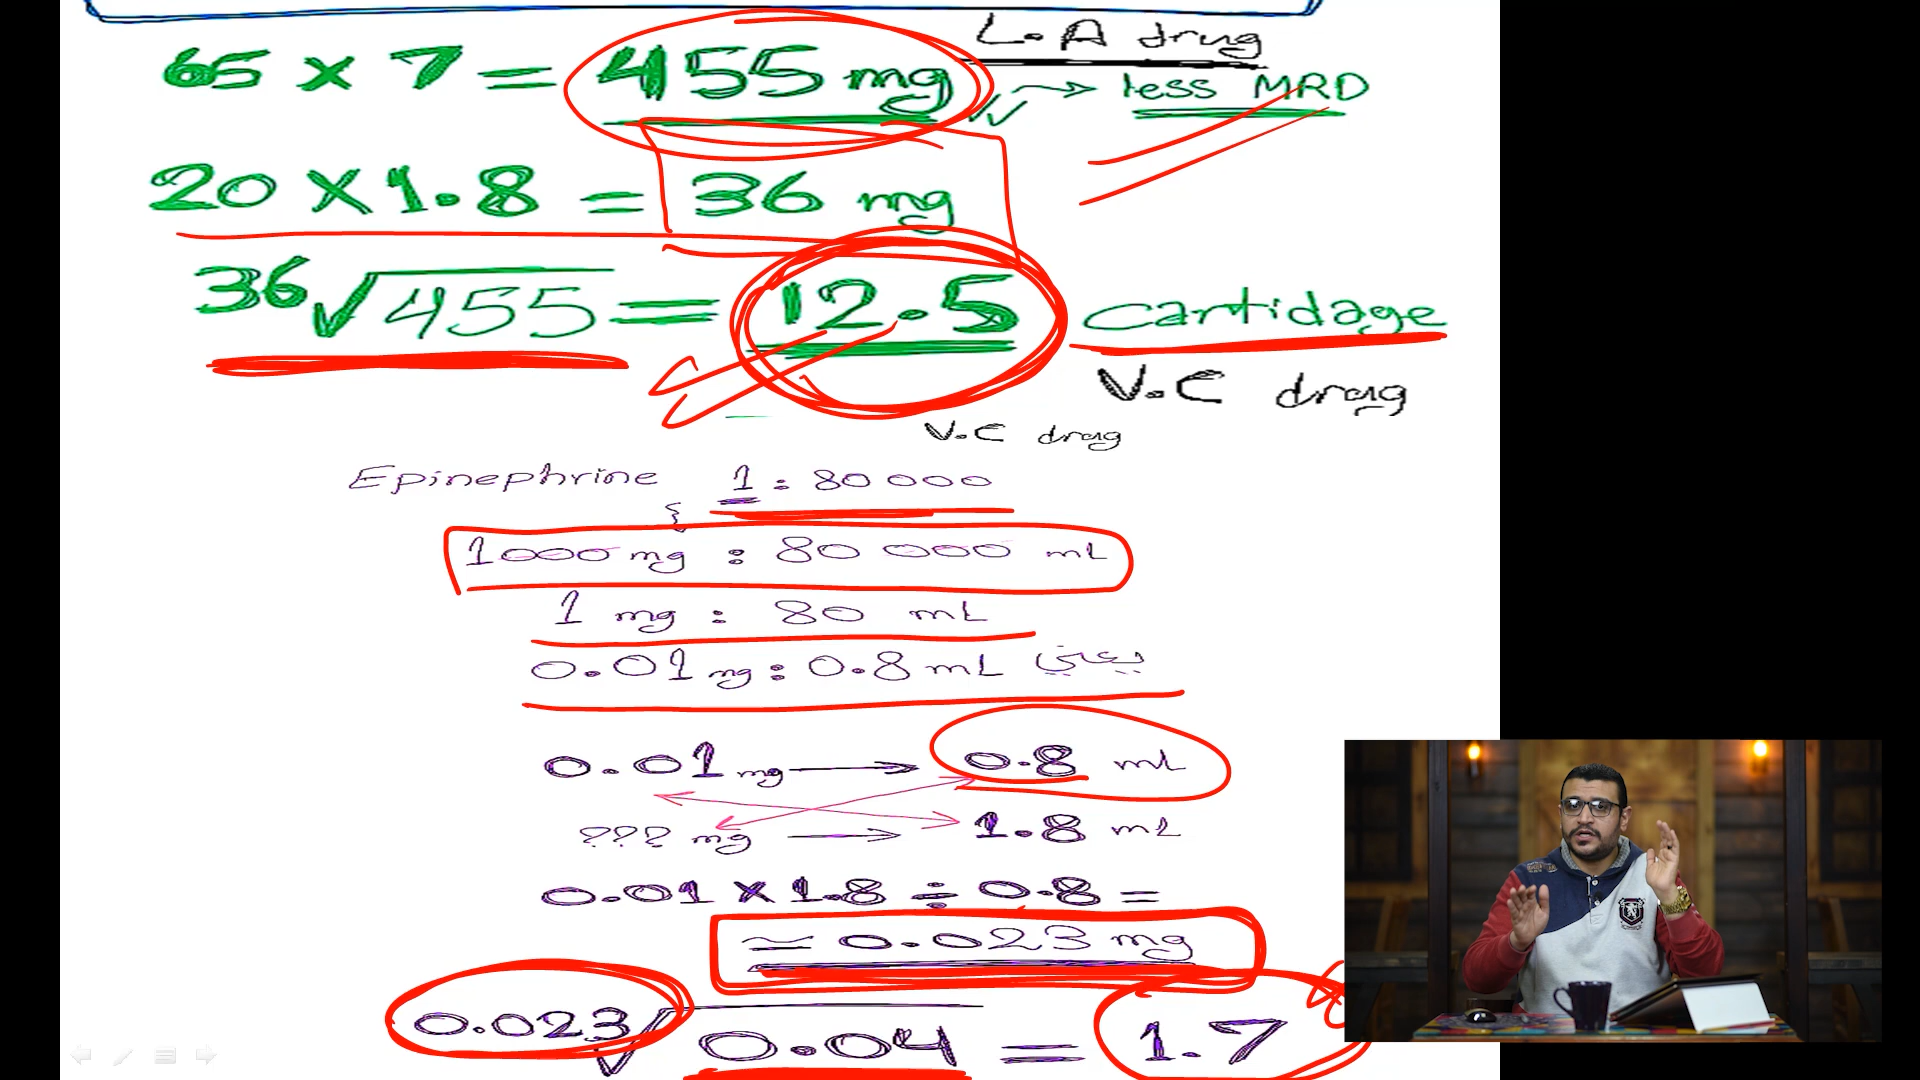 L.A drug
65 x 7 = 455 mg → less MRD
20 x 1.8 = 36 mg
36√455 = 12.5 cartidage
V.C drag
V.C drag
Epinephrine 1 : 80 000
1000 mg : 80 000 mL
1 mg : 80 mL
0.01 mg : 0.8 mL يعني
0.01 mg → 0.8 mL
??? mg → 1.8 mL
0.01 x 1.8 ÷ 0.8 =
≃ 0.023 mg
0.023√0.04 = 1.7